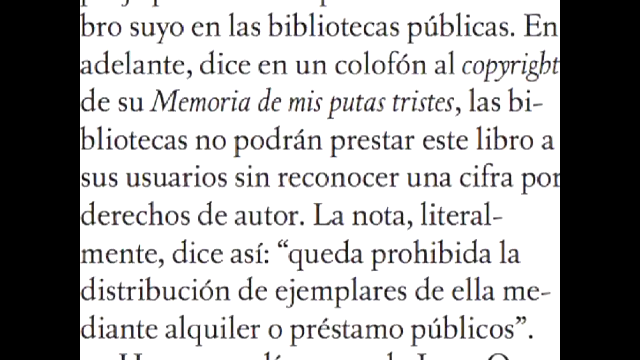 bro suyo en las bibliotecas públicas. En
adelante, dice en un colofón al copyright
de su Memoria de mis putas tristes, las bi-
bliotecas no podrán prestar este libro a
sus usuarios sin reconocer una cifra por
derechos de autor. La nota, literal-
mente, dice así: “queda prohibida la
distribución de ejemplares de ella me-
diante alquiler o préstamo públicos”.